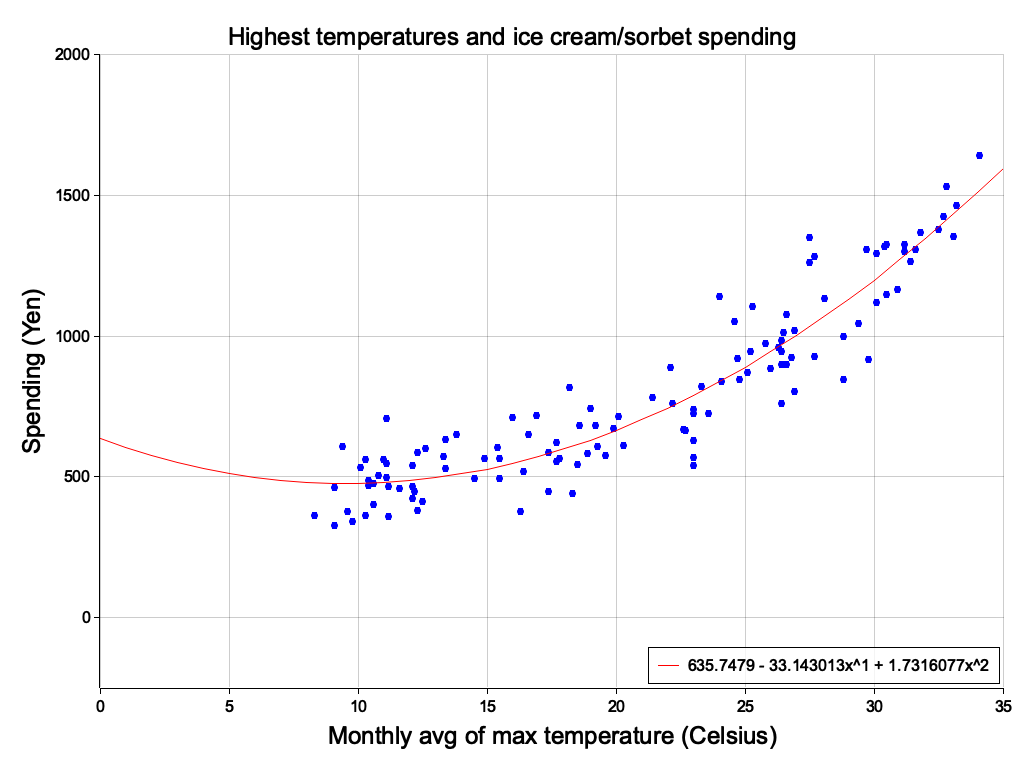 Highest temperatures and ice cream/sorbet spending
2000
1500
1000
500
0
Spending (Yen)
635.7479 - 33.143013x^1 + 1.7316077x^2
0 5 10 15 20 25 30 35
Monthly avg of max temperature (Celsius)